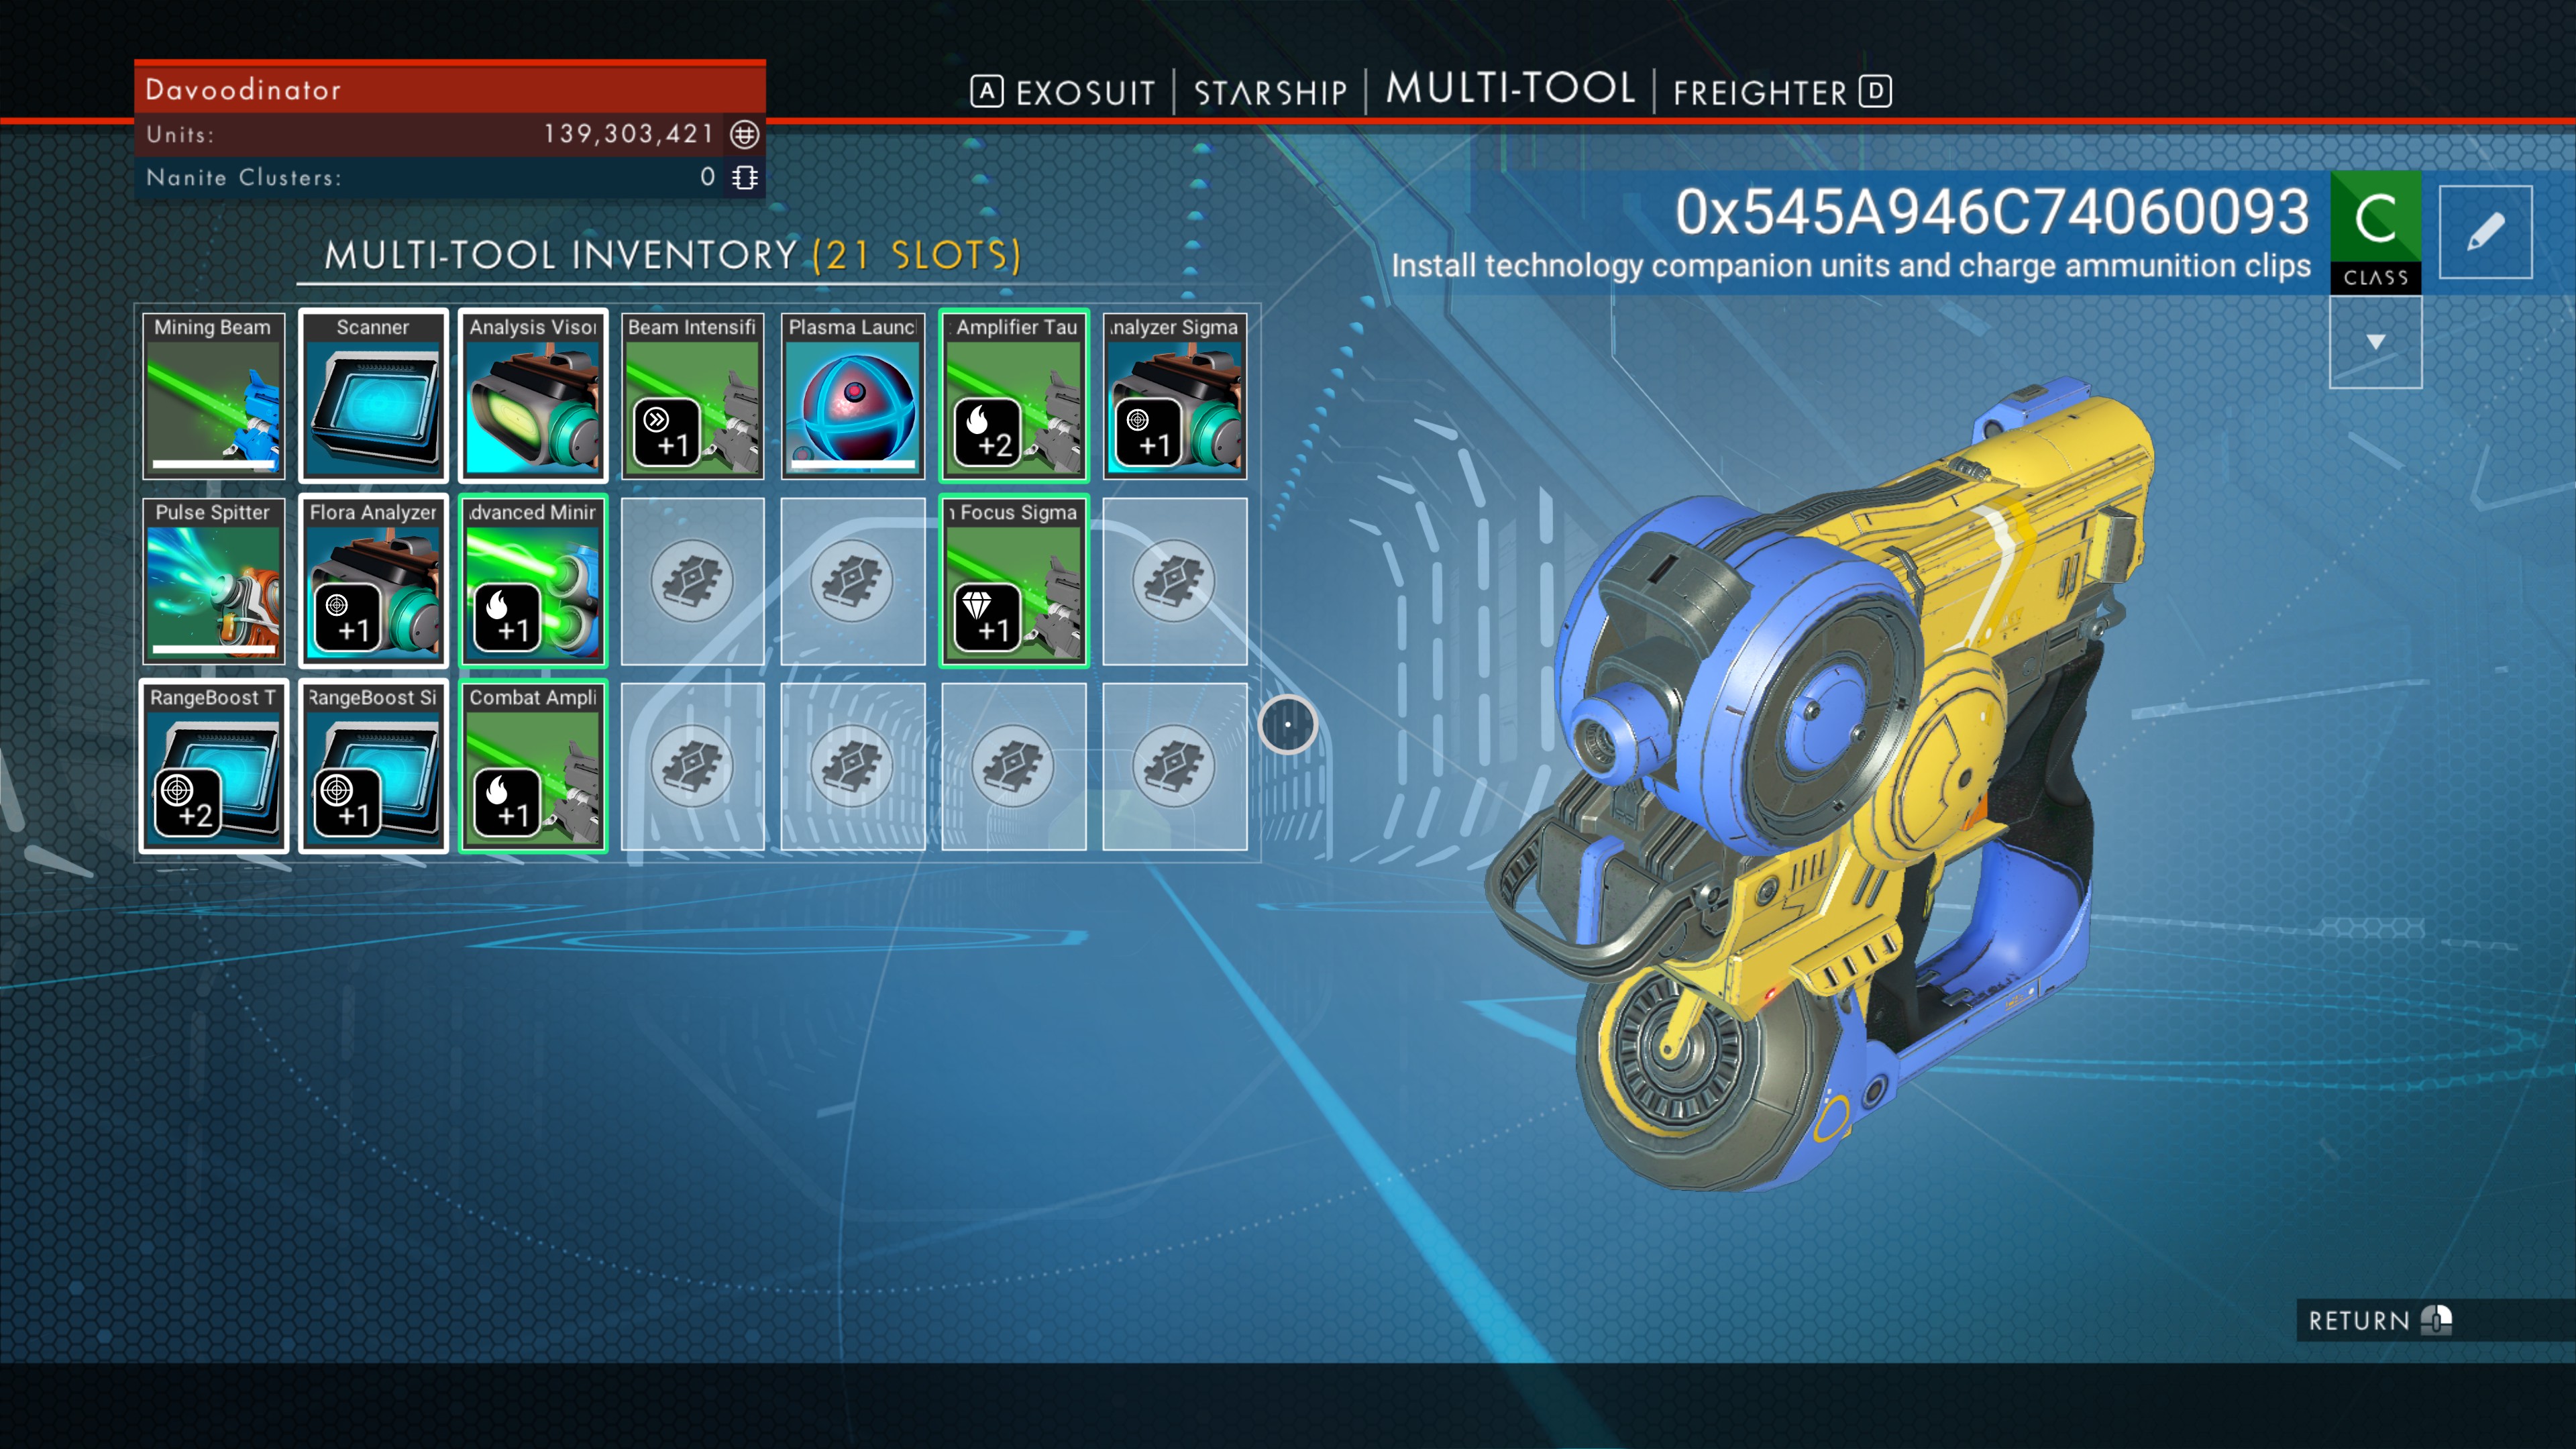 Davoodinator
Units: 139,303,421
Nanite Clusters: 0
A EXOSUIT STARSHIP MULTI-TOOL FREIGHTER D
0x545A946C74060093
Install technology companion units and charge ammunition clips
C
CLASS
MULTI-TOOL INVENTORY (21 SLOTS)
Mining Beam
Scanner
Analysis Visor
Beam Intensifi
+1
Plasma Launc
Amplifier Tau
+2
nalyzer Sigma
+1
Pulse Spitter
Flora Analyzer
+1
dvanced Minin
+1
Focus Sigma
+1
RangeBoost T
+2
RangeBoost Si
+1
Combat Ampli
+1
RETURN